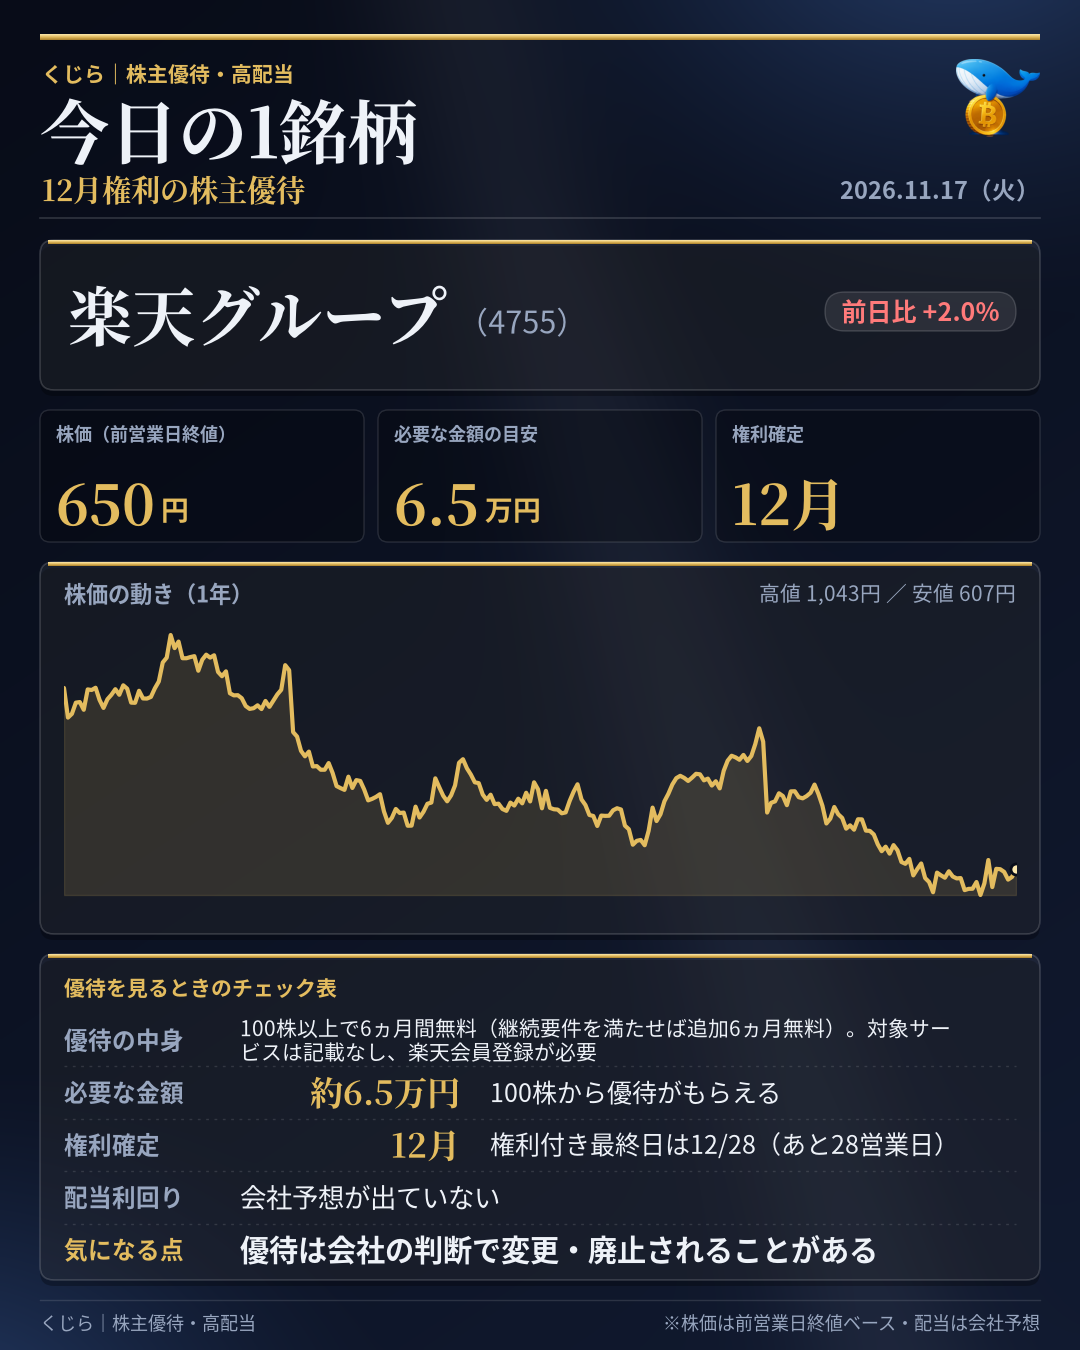 くじら｜株主優待・高配当
今日の1銘柄
12月権利の株主優待
2026.11.17（火）
楽天グループ（4755）
前日比 +2.0%
株価（前営業日終値）
650円
必要な金額の目安
6.5万円
権利確定
12月
株価の動き（1年）
高値 1,043円 ／ 安値 607円
優待を見るときのチェック表
優待の中身
100株以上で6ヵ月間無料（継続要件を満たせば追加6ヵ月無料）。対象サー
ビスは記載なし、楽天会員登録が必要
必要な金額 約6.5万円 100株から優待がもらえる
権利確定 12月 権利付き最終日は12/28（あと28営業日）
配当利回り 会社予想が出ていない
気になる点 優待は会社の判断で変更・廃止されることがある
くじら｜株主優待・高配当
※株価は前営業日終値ベース・配当は会社予想